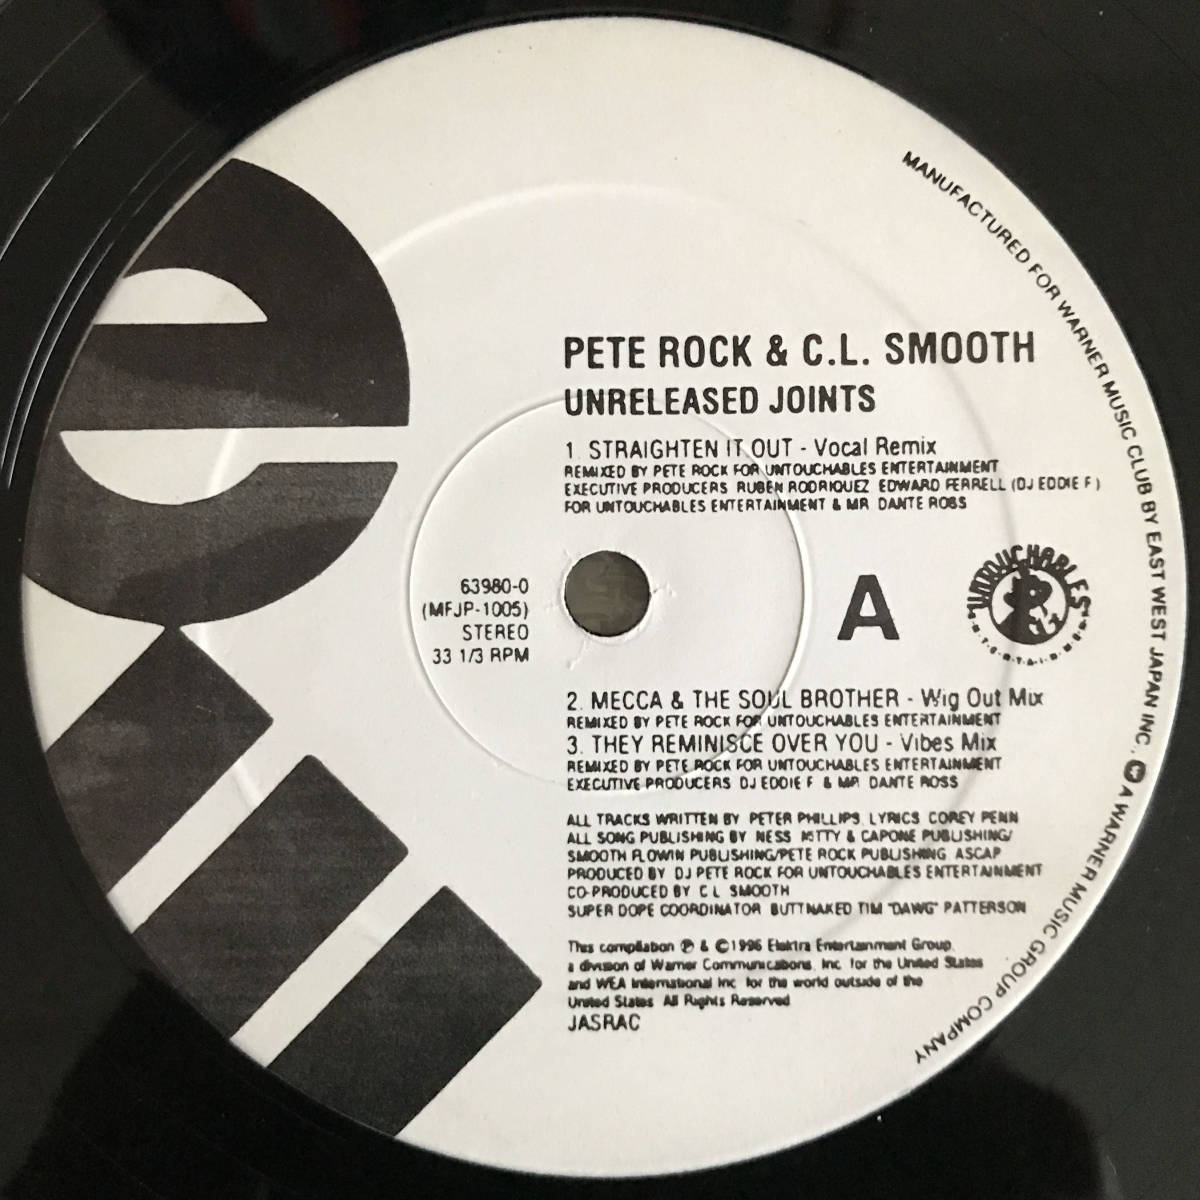 PETE ROCK & C.L. SMOOTH
UNRELEASED JOINTS
1. STRAIGHTEN IT OUT - Vocal Remix
REMIXED BY PETE ROCK FOR UNTOUCHABLES ENTERTAINMENT
EXECUTIVE PRODUCERS RUBEN RODRIQUEZ EDWARD FERRELL (DJ EDDIE F)
FOR UNTOUCHABLES ENTERTAINMENT & MR. DANTE ROSS
63980-0
(MFJP-1005)
STEREO
33 1/3 RPM
A
UNTOUCHABLES
E·N·T·E·R·T·A·I·N·M·E·N·T
2. MECCA & THE SOUL BROTHER - Wig Out Mix
REMIXED BY PETE ROCK FOR UNTOUCHABLES ENTERTAINMENT
3. THEY REMINISCE OVER YOU - Vibes Mix
REMIXED BY PETE ROCK FOR UNTOUCHABLES ENTERTAINMENT
EXECUTIVE PRODUCERS DJ EDDIE F & MR. DANTE ROSS
ALL TRACKS WRITTEN BY PETER PHILLIPS, LYRICS COREY PENN
ALL SONG PUBLISHING BY NESS NITTY & CAPONE PUBLISHING/
SMOOTH FLOWIN PUBLISHING/PETE ROCK PUBLISHING ASCAP
PRODUCED BY DJ PETE ROCK FOR UNTOUCHABLES ENTERTAINMENT
CO-PRODUCED BY C.L. SMOOTH
SUPER DOPE COORDINATOR BUTTNAKED TIM "DAWG" PATTERSON
This compilation ℗ & ©1996 Elektra Entertainment Group,
a division of Warner Communications, Inc. for the United States
and WEA International Inc. for the world outside of the
United States All Rights Reserved
JASRAC
MANUFACTURED FOR WARNER MUSIC CLUB BY EAST WEST JAPAN INC. A WARNER MUSIC GROUP COMPANY